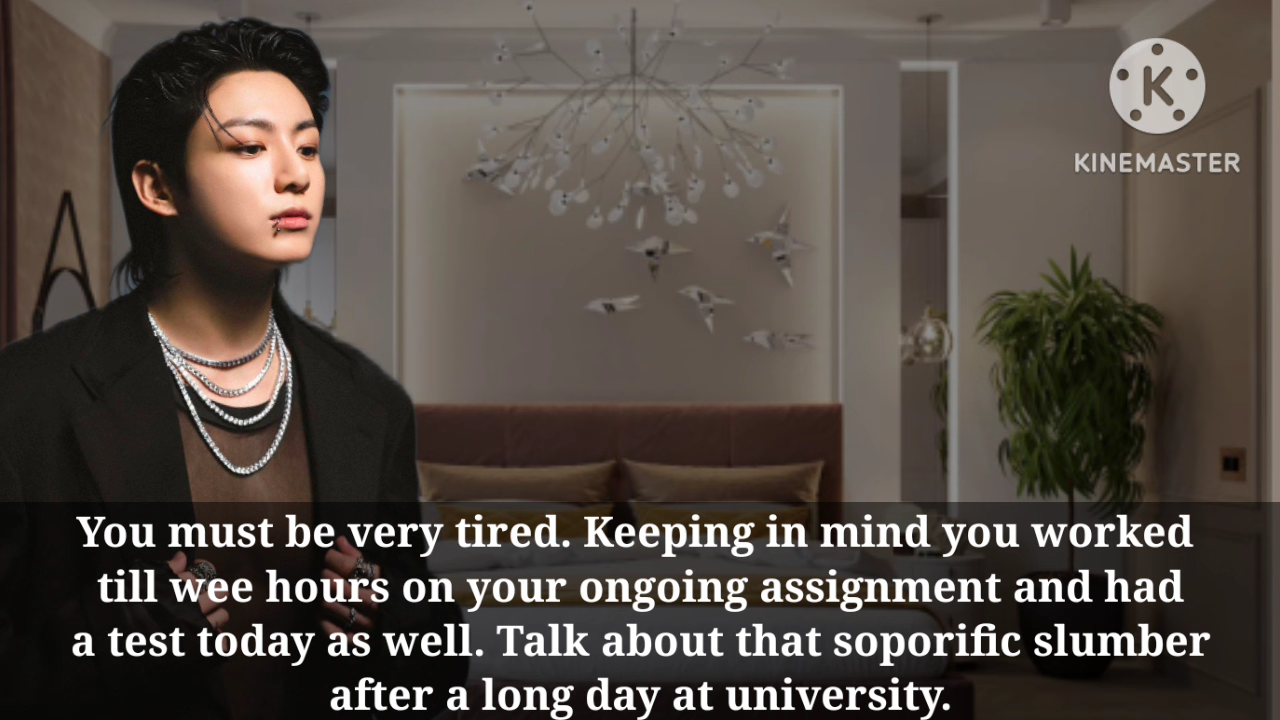 K
KINEMASTER
You must be very tired. Keeping in mind you worked
till wee hours on your ongoing assignment and had
a test today as well. Talk about that soporific slumber
after a long day at university.